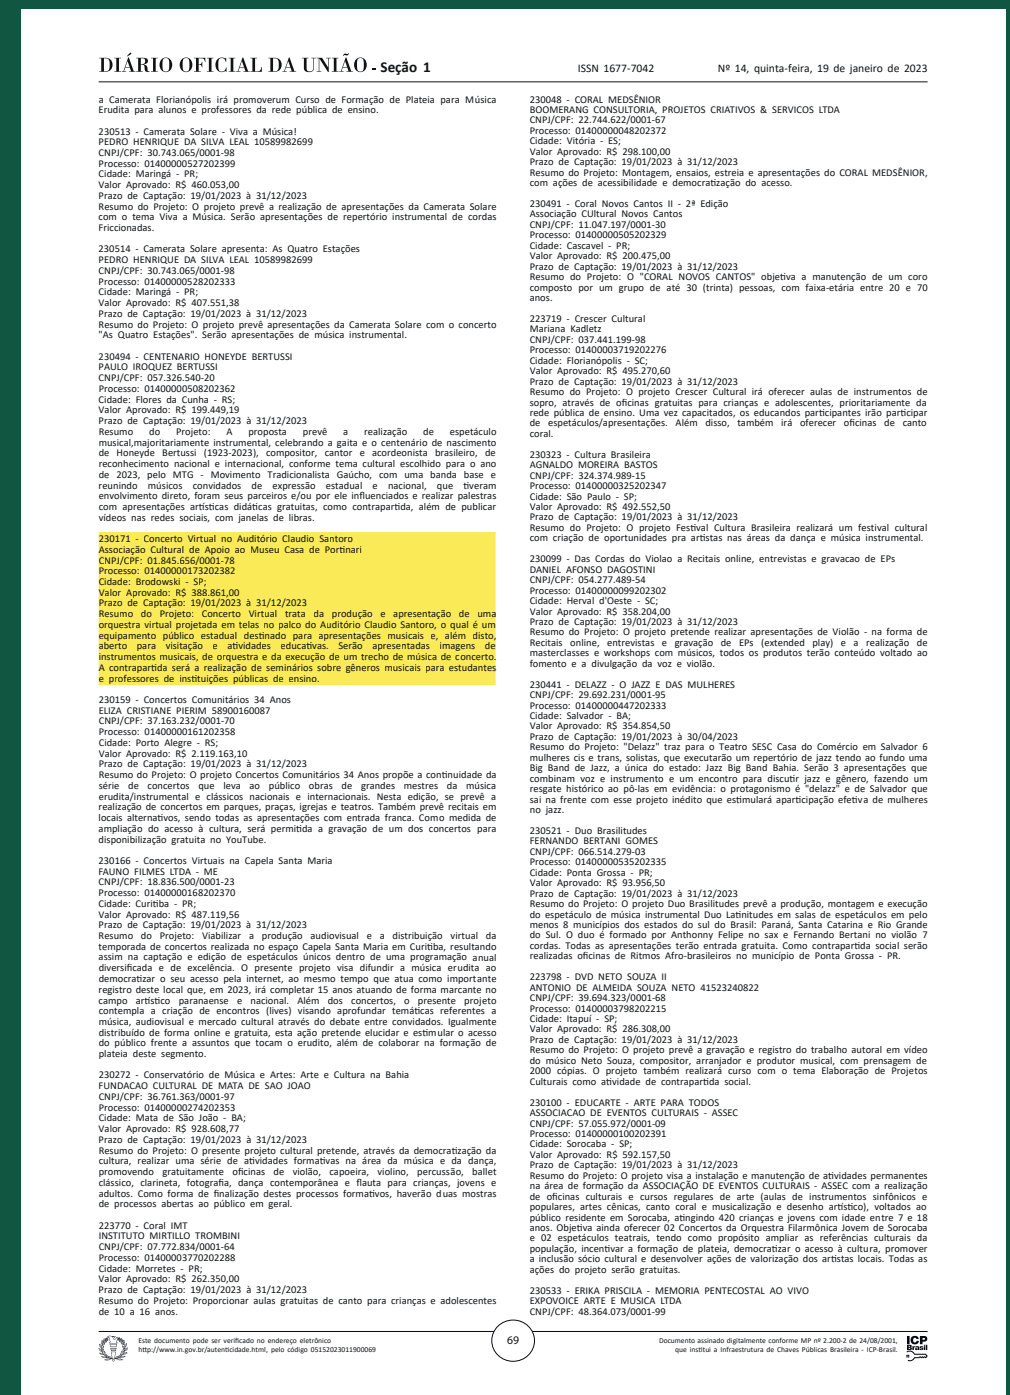 DIÁRIO OFICIAL DA UNIÃO - Seção 1
ISSN 1677-7042
Nº 14, quinta-feira, 19 de janeiro de 2023
a Camerata Florianópolis irá promoverum Curso de Formação de Plateia para Música
Erudita para alunos e professores da rede pública de ensino.
230513 - Camerata Solare - Viva a Música!
PEDRO HENRIQUE DA SILVA LEAL 10589982699
CNPJ/CPF: 30.743.065/0001-98
Processo: 01400000527202399
Cidade: Maringá - PR;
Valor Aprovado: R$ 460.053,00
Prazo de Captação: 19/01/2023 à 31/12/2023
Resumo do Projeto: O projeto prevê a realização de apresentações da Camerata Solare
com o tema Viva a Música. Serão apresentações de repertório instrumental de cordas
Friccionadas.
230514 - Camerata Solare apresenta: As Quatro Estações
PEDRO HENRIQUE DA SILVA LEAL 10589982699
CNPJ/CPF: 30.743.065/0001-98
Processo: 01400000528202333
Cidade: Maringá - PR;
Valor Aprovado: R$ 407.551,38
Prazo de Captação: 19/01/2023 à 31/12/2023
Resumo do Projeto: O projeto prevê apresentações da Camerata Solare com o concerto
"As Quatro Estações". Serão apresentações de música instrumental.
230494 - CENTENARIO HONEYDE BERTUSSI
PAULO IROQUEZ BERTUSSI
CNPJ/CPF: 057.326.540-20
Processo: 01400000508202362
Cidade: Flores da Cunha - RS;
Valor Aprovado: R$ 199.449,19
Prazo de Captação: 19/01/2023 à 31/12/2023
Resumo do Projeto: A proposta prevê a realização de espetáculo
musical,majoritariamente instrumental, celebrando a gaita e o centenário de nascimento
de Honeyde Bertussi (1923-2023), compositor, cantor e acordeonista brasileiro, de
reconhecimento nacional e internacional, conforme tema cultural escolhido para o ano
de 2023, pelo MTG - Movimento Tradicionalista Gaúcho, com uma banda base e
reunindo músicos convidados de expressão estadual e nacional, que tiveram
envolvimento direto, foram seus parceiros e/ou por ele influenciados e realizar palestras
com apresentações artísticas didáticas gratuitas, como contrapartida, além de publicar
vídeos nas redes sociais, com janelas de libras.
230171 - Concerto Virtual no Auditório Claudio Santoro
Associação Cultural de Apoio ao Museu Casa de Portinari
CNPJ/CPF: 01.845.656/0001-78
Processo: 01400000173202382
Cidade: Brodowski - SP;
Valor Aprovado: R$ 388.861,00
Prazo de Captação: 19/01/2023 à 31/12/2023
Resumo do Projeto: Concerto Virtual trata da produção e apresentação de uma
orquestra virtual projetada em telas no palco do Auditório Claudio Santoro, o qual é um
equipamento público estadual destinado para apresentações musicais e, além disto,
aberto para visitação e atividades educativas. Serão apresentadas imagens de
instrumentos musicais, de orquestra e da execução de um trecho de música de concerto.
A contrapartida será a realização de seminários sobre gêneros musicais para estudantes
e professores de instituições públicas de ensino.
230159 - Concertos Comunitários 34 Anos
ELIZA CRISTIANE PIERIM 58900160087
CNPJ/CPF: 37.163.232/0001-70
Processo: 01400000161202358
Cidade: Porto Alegre - RS;
Valor Aprovado: R$ 2.119.163,10
Prazo de Captação: 19/01/2023 à 31/12/2023
Resumo do Projeto: O projeto Concertos Comunitários 34 Anos propõe a continuidade da
série de concertos que leva ao público obras de grandes mestres da música
erudita/instrumental e clássicos nacionais e internacionais. Nesta edição, se prevê a
realização de concertos em parques, praças, igrejas e teatros. Também prevê recitais em
locais alternativos, sendo todas as apresentações com entrada franca. Como medida de
ampliação do acesso à cultura, será permitida a gravação de um dos concertos para
disponibilização gratuita no YouTube.
230166 - Concertos Virtuais na Capela Santa Maria
FAUNO FILMES LTDA - ME
CNPJ/CPF: 18.836.500/0001-23
Processo: 01400000168202370
Cidade: Curitiba - PR;
Valor Aprovado: R$ 487.119,56
Prazo de Captação: 19/01/2023 à 31/12/2023
Resumo do Projeto: Viabilizar a produção audiovisual e a distribuição virtual da
temporada de concertos realizada no espaço Capela Santa Maria em Curitiba, resultando
assim na captação e edição de espetáculos únicos dentro de uma programação anual
diversificada e de excelência. O presente projeto visa difundir a música erudita ao
democratizar o seu acesso pela internet, ao mesmo tempo que atua como importante
registro deste local que, em 2023, irá completar 15 anos atuando de forma marcante no
campo artístico paranaense e nacional. Além dos concertos, o presente projeto
contempla a criação de encontros (lives) visando aprofundar temáticas referentes a
música, audiovisual e mercado cultural através do debate entre convidados. Igualmente
distribuído de forma online e gratuita, esta ação pretende elucidar e estimular o acesso
do público frente a assuntos que tocam o erudito, além de colaborar na formação de
plateia deste segmento.
230272 - Conservatório de Música e Artes: Arte e Cultura na Bahia
FUNDACAO CULTURAL DE MATA DE SAO JOAO
CNPJ/CPF: 36.761.363/0001-97
Processo: 01400000274202353
Cidade: Mata de São João - BA;
Valor Aprovado: R$ 928.608,77
Prazo de Captação: 19/01/2023 à 31/12/2023
Resumo do Projeto: O presente projeto cultural pretende, através da democratização da
cultura, realizar uma série de atividades formativas na área da música e da dança,
promovendo gratuitamente oficinas de violão, capoeira, violino, percussão, ballet
clássico, clarineta, fotografia, dança contemporânea e flauta para crianças, jovens e
adultos. Como forma de finalização destes processos formativos, haverão duas mostras
de processos abertas ao público em geral.
223770 - Coral IMT
INSTITUTO MIRTILLO TROMBINI
CNPJ/CPF: 07.772.834/0001-64
Processo: 01400003770202288
Cidade: Morretes - PR;
Valor Aprovado: R$ 262.350,00
Prazo de Captação: 19/01/2023 à 31/12/2023
Resumo do Projeto: Proporcionar aulas gratuitas de canto para crianças e adolescentes
de 10 a 16 anos.
230048 - CORAL MEDSÊNIOR
BOOMERANG CONSULTORIA, PROJETOS CRIATIVOS & SERVICOS LTDA
CNPJ/CPF: 22.744.622/0001-67
Processo: 01400000048202372
Cidade: Vitória - ES;
Valor Aprovado: R$ 298.100,00
Prazo de Captação: 19/01/2023 à 31/12/2023
Resumo do Projeto: Montagem, ensaios, estreia e apresentações do CORAL MEDSÊNIOR,
com ações de acessibilidade e democratização do acesso.
230491 - Coral Novos Cantos II - 2ª Edição
Associação CUltural Novos Cantos
CNPJ/CPF: 11.047.197/0001-30
Processo: 01400000505202329
Cidade: Cascavel - PR;
Valor Aprovado: R$ 200.475,00
Prazo de Captação: 19/01/2023 à 31/12/2023
Resumo do Projeto: O "CORAL NOVOS CANTOS" objetiva a manutenção de um coro
composto por um grupo de até 30 (trinta) pessoas, com faixa-etária entre 20 e 70
anos.
223719 - Crescer Cultural
Mariana Kadletz
CNPJ/CPF: 037.441.199-98
Processo: 01400003719202276
Cidade: Florianópolis - SC;
Valor Aprovado: R$ 495.270,60
Prazo de Captação: 19/01/2023 à 31/12/2023
Resumo do Projeto: O projeto Crescer Cultural irá oferecer aulas de instrumentos de
sopro, através de oficinas gratuitas para crianças e adolescentes, prioritariamente da
rede pública de ensino. Uma vez capacitados, os educandos participantes irão participar
de espetáculos/apresentações. Além disso, também irá oferecer oficinas de canto
coral.
230323 - Cultura Brasileira
AGNALDO MOREIRA BASTOS
CNPJ/CPF: 324.374.989-15
Processo: 01400000325202347
Cidade: São Paulo - SP;
Valor Aprovado: R$ 492.552,50
Prazo de Captação: 19/01/2023 à 31/12/2023
Resumo do Projeto: O projeto Festival Cultura Brasileira realizará um festival cultural
com criação de oportunidades pra artistas nas áreas da dança e música instrumental.
230099 - Das Cordas do Violao a Recitais online, entrevistas e gravacao de EPs
DANIEL AFONSO DAGOSTINI
CNPJ/CPF: 054.277.489-54
Processo: 01400000099202302
Cidade: Herval d'Oeste - SC;
Valor Aprovado: R$ 358.204,00
Prazo de Captação: 19/01/2023 à 31/12/2023
Resumo do Projeto: O projeto pretende realizar apresentações de Violão - na forma de
Recitais online, entrevistas e gravação de EPs (extended play) e a realização de
masterclasses e workshops com músicos, todos os produtos terão conteúdo voltado ao
fomento e a divulgação da voz e violão.
230441 - DELAZZ - O JAZZ E DAS MULHERES
CNPJ/CPF: 29.692.231/0001-95
Processo: 01400000447202333
Cidade: Salvador - BA;
Valor Aprovado: R$ 354.854,50
Prazo de Captação: 19/01/2023 à 30/04/2023
Resumo do Projeto: "Delazz" traz para o Teatro SESC Casa do Comércio em Salvador 6
mulheres cis e trans, solistas, que executarão um repertório de jazz tendo ao fundo uma
Big Band de Jazz, a única do estado: Jazz Big Band Bahia. Serão 3 apresentações que
combinam voz e instrumento e um encontro para discutir jazz e gênero, fazendo um
resgate histórico ao pô-las em evidência: o protagonismo é "delazz" e de Salvador que
sai na frente com esse projeto inédito que estimulará aparticipação efetiva de mulheres
no jazz.
230521 - Duo Brasilitudes
FERNANDO BERTANI GOMES
CNPJ/CPF: 066.514.279-03
Processo: 01400000535202335
Cidade: Ponta Grossa - PR;
Valor Aprovado: R$ 93.956,50
Prazo de Captação: 19/01/2023 à 31/12/2023
Resumo do Projeto: O projeto Duo Brasilitudes prevê a produção, montagem e execução
do espetáculo de música instrumental Duo Latinitudes em salas de espetáculos em pelo
menos 8 municípios dos estados do sul do Brasil: Paraná, Santa Catarina e Rio Grande
do Sul. O duo é formado por Anthonny Felipe no sax e Fernando Bertani no violão 7
cordas. Todas as apresentações terão entrada gratuita. Como contrapartida social serão
realizadas oficinas de Ritmos Afro-brasileiros no município de Ponta Grossa - PR.
223798 - DVD NETO SOUZA II
ANTONIO DE ALMEIDA SOUZA NETO 41523240822
CNPJ/CPF: 39.694.323/0001-68
Processo: 01400003798202215
Cidade: Itapuí - SP;
Valor Aprovado: R$ 286.308,00
Prazo de Captação: 19/01/2023 à 31/12/2023
Resumo do Projeto: O projeto prevê a gravação e registro do trabalho autoral em vídeo
do músico Neto Souza, compositor, arranjador e produtor musical, com prensagem de
2000 cópias. O projeto também realizará curso com o tema Elaboração de Projetos
Culturais como atividade de contrapartida social.
230100 - EDUCARTE - ARTE PARA TODOS
ASSOCIACAO DE EVENTOS CULTURAIS - ASSEC
CNPJ/CPF: 57.055.972/0001-09
Processo: 01400000100202391
Cidade: Sorocaba - SP;
Valor Aprovado: R$ 592.157,50
Prazo de Captação: 19/01/2023 à 31/12/2023
Resumo do Projeto: O projeto visa a instalação e manutenção de atividades permanentes
na área de formação da ASSOCIAÇÃO DE EVENTOS CULTURAIS - ASSEC com a realização
de oficinas culturais e cursos regulares de arte (aulas de instrumentos sinfônicos e
populares, artes cênicas, canto coral e musicalização e desenho artístico), voltados ao
público residente em Sorocaba, atingindo 420 crianças e jovens com idade entre 7 e 18
anos. Objetiva ainda oferecer 02 Concertos da Orquestra Filarmônica Jovem de Sorocaba
e 02 espetáculos teatrais, tendo como propósito ampliar as referências culturais da
população, incentivar a formação de plateia, democratizar o acesso à cultura, promover
a inclusão sócio cultural e desenvolver ações de valorização dos artistas locais. Todas as
ações do projeto serão gratuitas.
230533 - ERIKA PRISCILA - MEMORIA PENTECOSTAL AO VIVO
EXPOVOICE ARTE E MUSICA LTDA
CNPJ/CPF: 48.364.073/0001-99
Este documento pode ser verificado no endereço eletrônico
http://www.in.gov.br/autenticidade.html, pelo código 05152023011900069
69
Documento assinado digitalmente conforme MP nº 2.200-2 de 24/08/2001,
que institui a Infraestrutura de Chaves Públicas Brasileira - ICP-Brasil.
ICP
Brasil